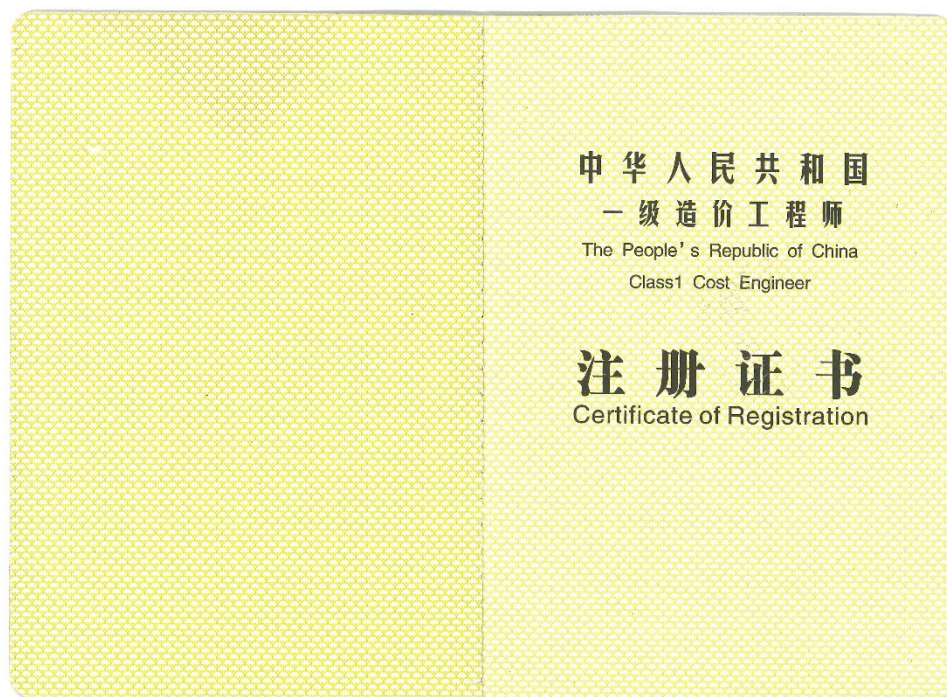 中华人民共和国
一级造价工程师
The People's Republic of China
Class1 Cost Engineer
注册证书
Certificate of Registration